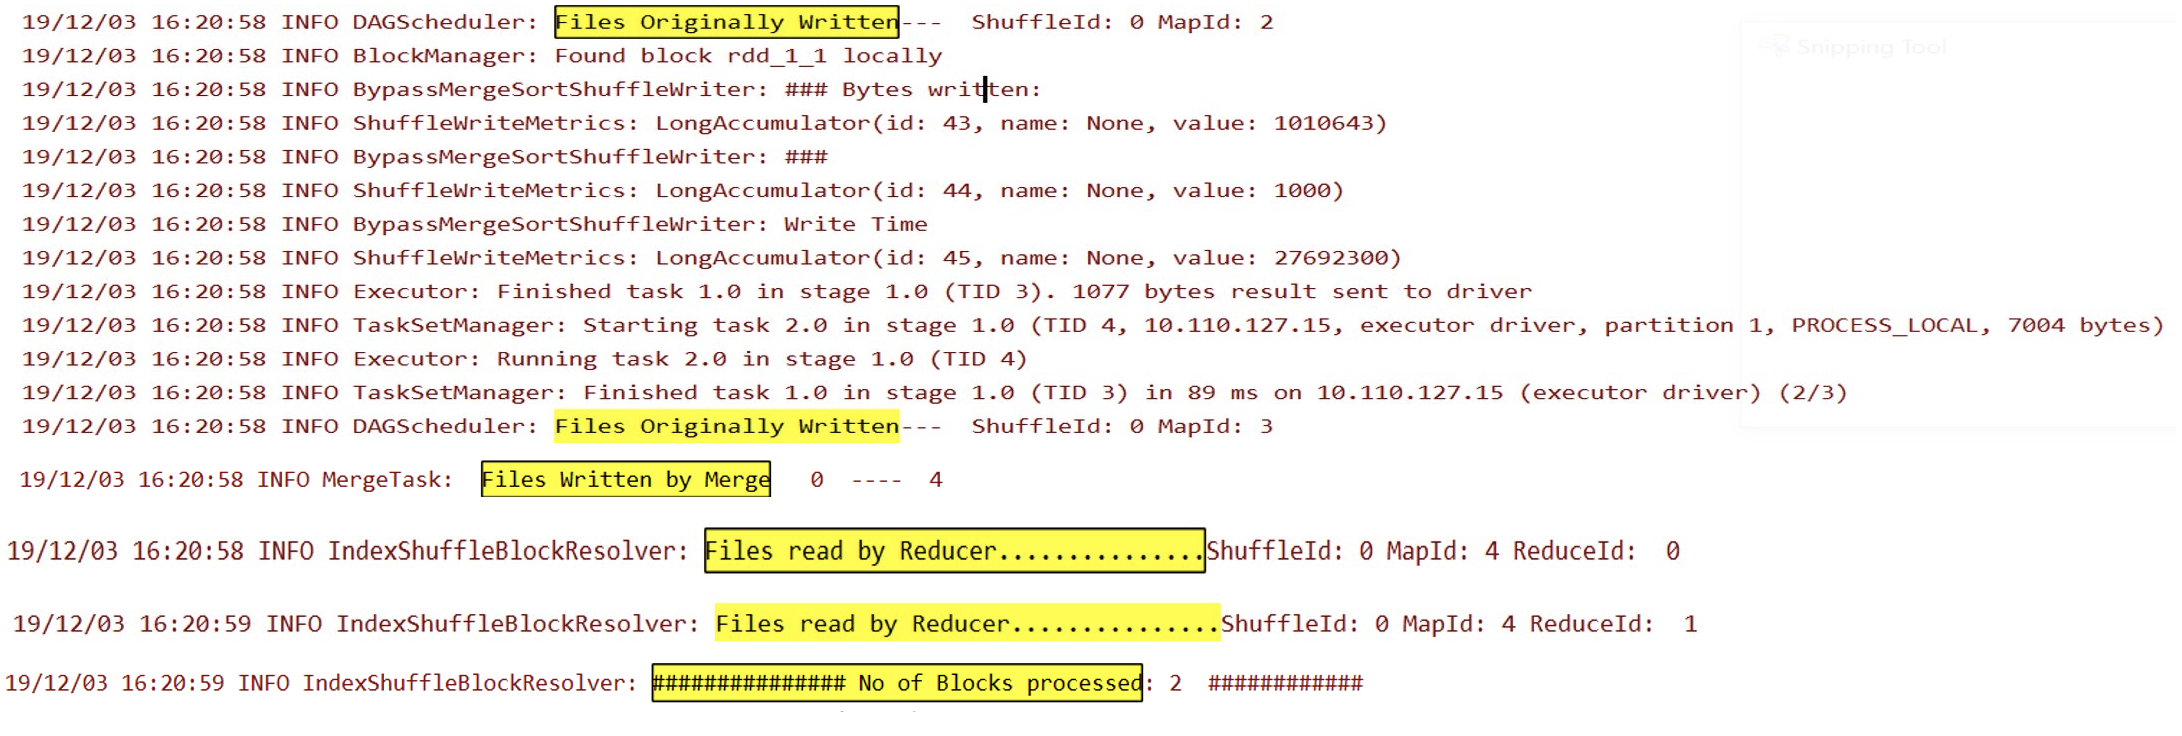 19/12/03 16:20:58 INFO DAGScheduler: Files Originally Written--- ShuffleId: 0 MapId: 2
Snipping Tool
19/12/03 16:20:58 INFO BlockManager: Found block rdd_1_1 locally
19/12/03 16:20:58 INFO BypassMergeSortShuffleWriter: ### Bytes written:
19/12/03 16:20:58 INFO ShuffleWriteMetrics: LongAccumulator(id: 43, name: None, value: 1010643)
19/12/03 16:20:58 INFO BypassMergeSortShuffleWriter: ###
19/12/03 16:20:58 INFO ShuffleWriteMetrics: LongAccumulator(id: 44, name: None, value: 1000)
19/12/03 16:20:58 INFO BypassMergeSortShuffleWriter: Write Time
19/12/03 16:20:58 INFO ShuffleWriteMetrics: LongAccumulator(id: 45, name: None, value: 27692300)
19/12/03 16:20:58 INFO Executor: Finished task 1.0 in stage 1.0 (TID 3). 1077 bytes result sent to driver
19/12/03 16:20:58 INFO TaskSetManager: Starting task 2.0 in stage 1.0 (TID 4, 10.110.127.15, executor driver, partition 1, PROCESS_LOCAL, 7004 bytes)
19/12/03 16:20:58 INFO Executor: Running task 2.0 in stage 1.0 (TID 4)
19/12/03 16:20:58 INFO TaskSetManager: Finished task 1.0 in stage 1.0 (TID 3) in 89 ms on 10.110.127.15 (executor driver) (2/3)
19/12/03 16:20:58 INFO DAGScheduler: Files Originally Written--- ShuffleId: 0 MapId: 3
19/12/03 16:20:58 INFO MergeTask: Files Written by Merge 0 ---- 4
19/12/03 16:20:58 INFO IndexShuffleBlockResolver: Files read by Reducer...............ShuffleId: 0 MapId: 4 ReduceId: 0
19/12/03 16:20:59 INFO IndexShuffleBlockResolver: Files read by Reducer...............ShuffleId: 0 MapId: 4 ReduceId: 1
19/12/03 16:20:59 INFO IndexShuffleBlockResolver: ############### No of Blocks processed: 2 ############